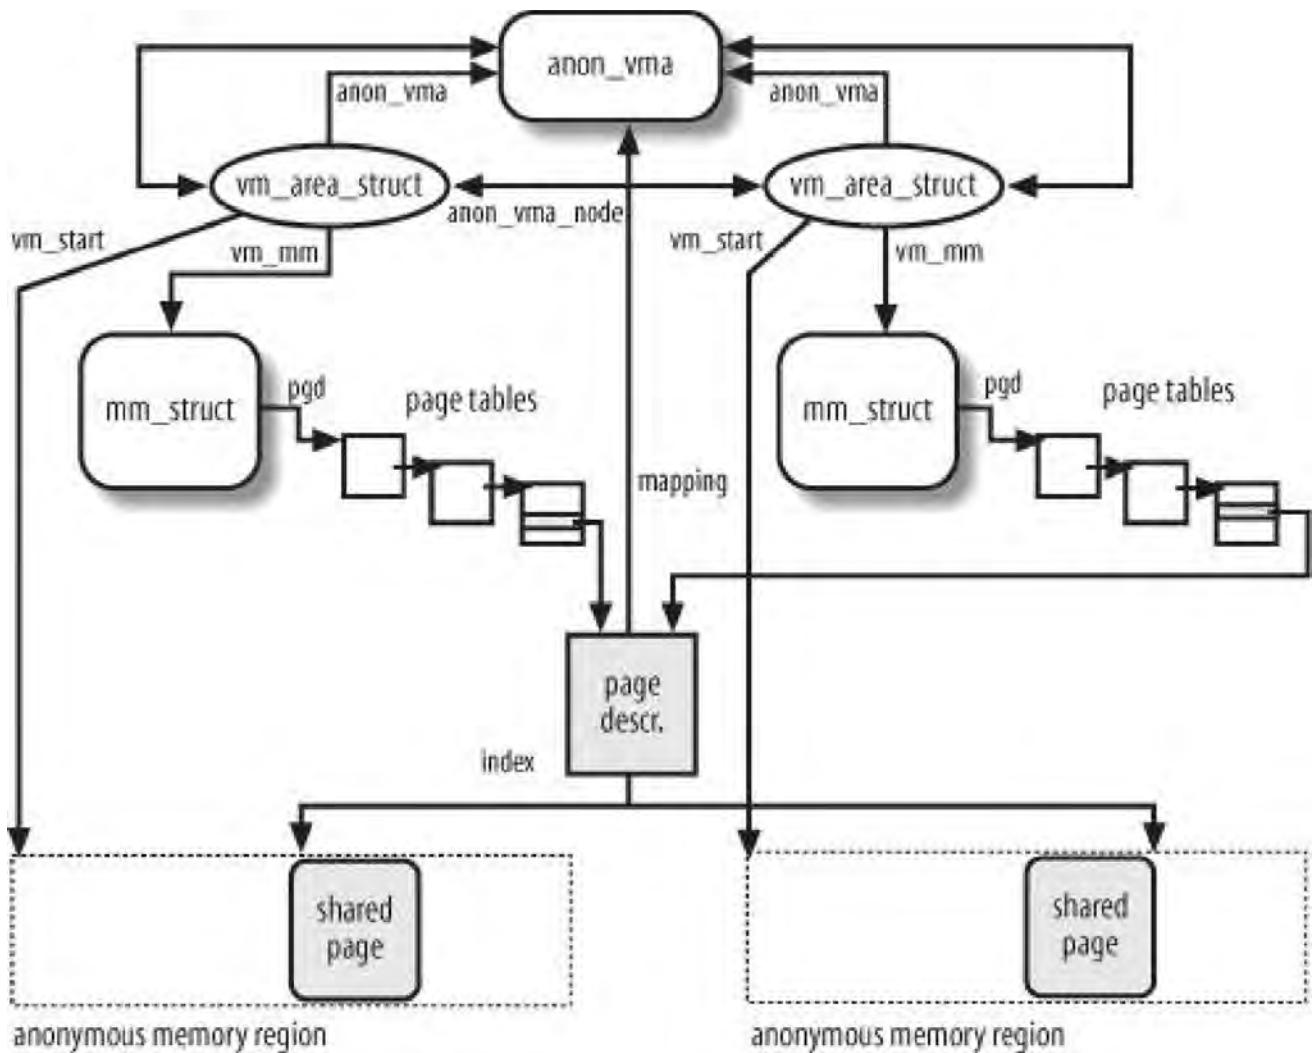 anon_vma
anon_vma
anon_vma
vm_area_struct
vm_area_struct
anon_vma_node
vm_start
vm_mm
vm_start
vm_mm
mm_struct
pgd
page tables
mm_struct
pgd
page tables
mapping
page
descr.
index
shared
page
shared
page
anonymous memory region
anonymous memory region